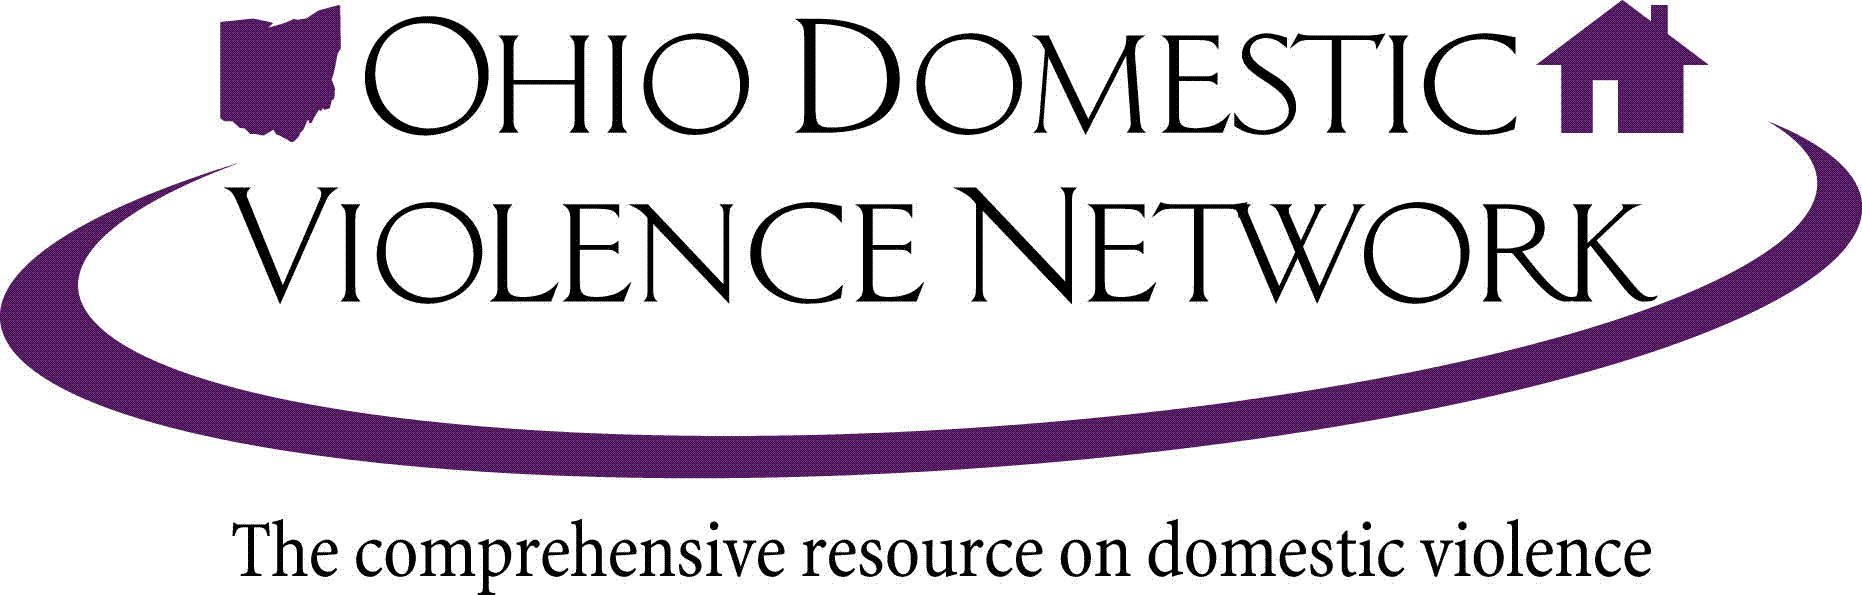 OHIO DOMESTIC
VIOLENCE NETWORK
The comprehensive resource on domestic violence